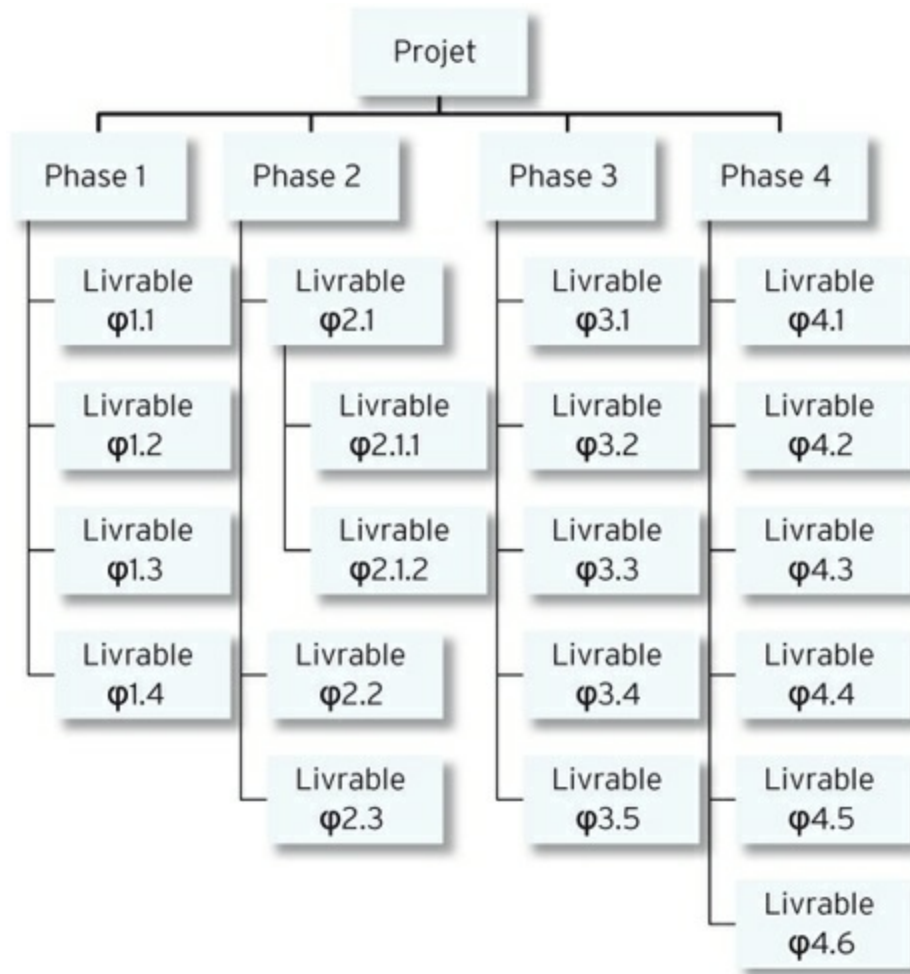 Projet
Phase 1
Phase 2
Phase 3
Phase 4
Livrable
φ1.1
Livrable
φ1.2
Livrable
φ1.3
Livrable
φ1.4
Livrable
φ2.1
Livrable
φ2.1.1
Livrable
φ2.1.2
Livrable
φ2.2
Livrable
φ2.3
Livrable
φ3.1
Livrable
φ3.2
Livrable
φ3.3
Livrable
φ3.4
Livrable
φ3.5
Livrable
φ4.1
Livrable
φ4.2
Livrable
φ4.3
Livrable
φ4.4
Livrable
φ4.5
Livrable
φ4.6